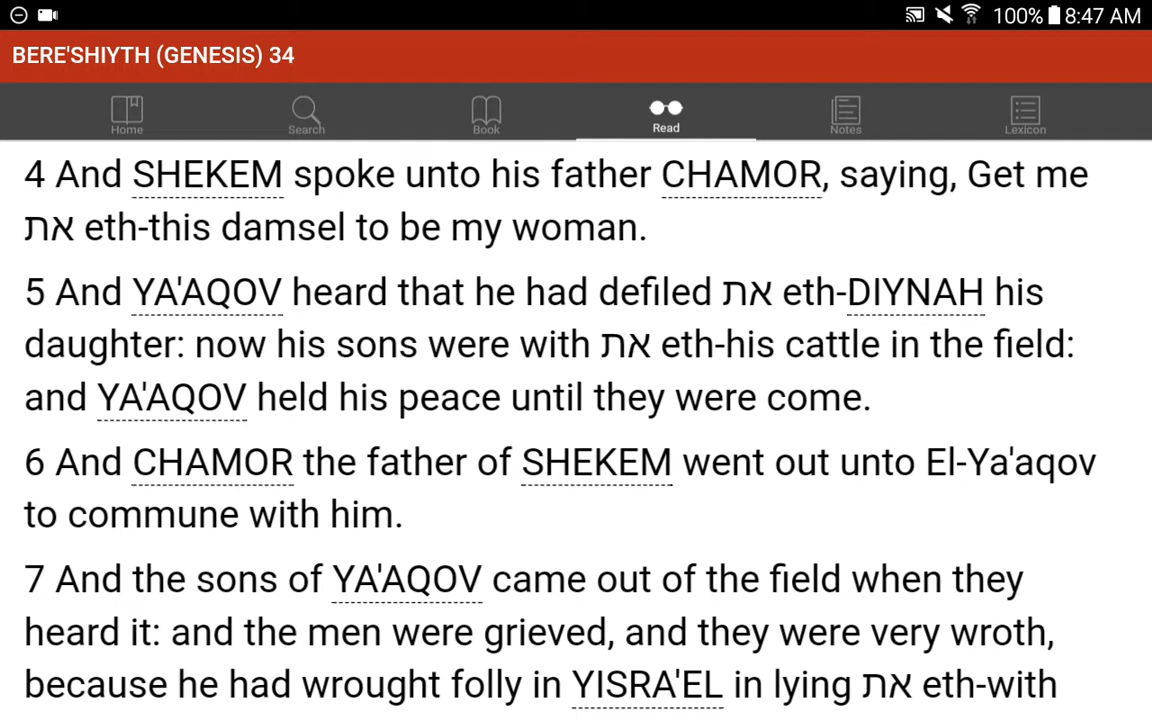 100% 8:47 AM
BERE'SHIYTH (GENESIS) 34
Home Search Book Read Notes Lexicon
4 And SHEKEM spoke unto his father CHAMOR, saying, Get me
את eth-this damsel to be my woman.
5 And YA'AQOV heard that he had defiled את eth-DIYNAH his
daughter: now his sons were with את eth-his cattle in the field:
and YA'AQOV held his peace until they were come.
6 And CHAMOR the father of SHEKEM went out unto El-Ya'aqov
to commune with him.
7 And the sons of YA'AQOV came out of the field when they
heard it: and the men were grieved, and they were very wroth,
because he had wrought folly in YISRA'EL in lying את eth-with